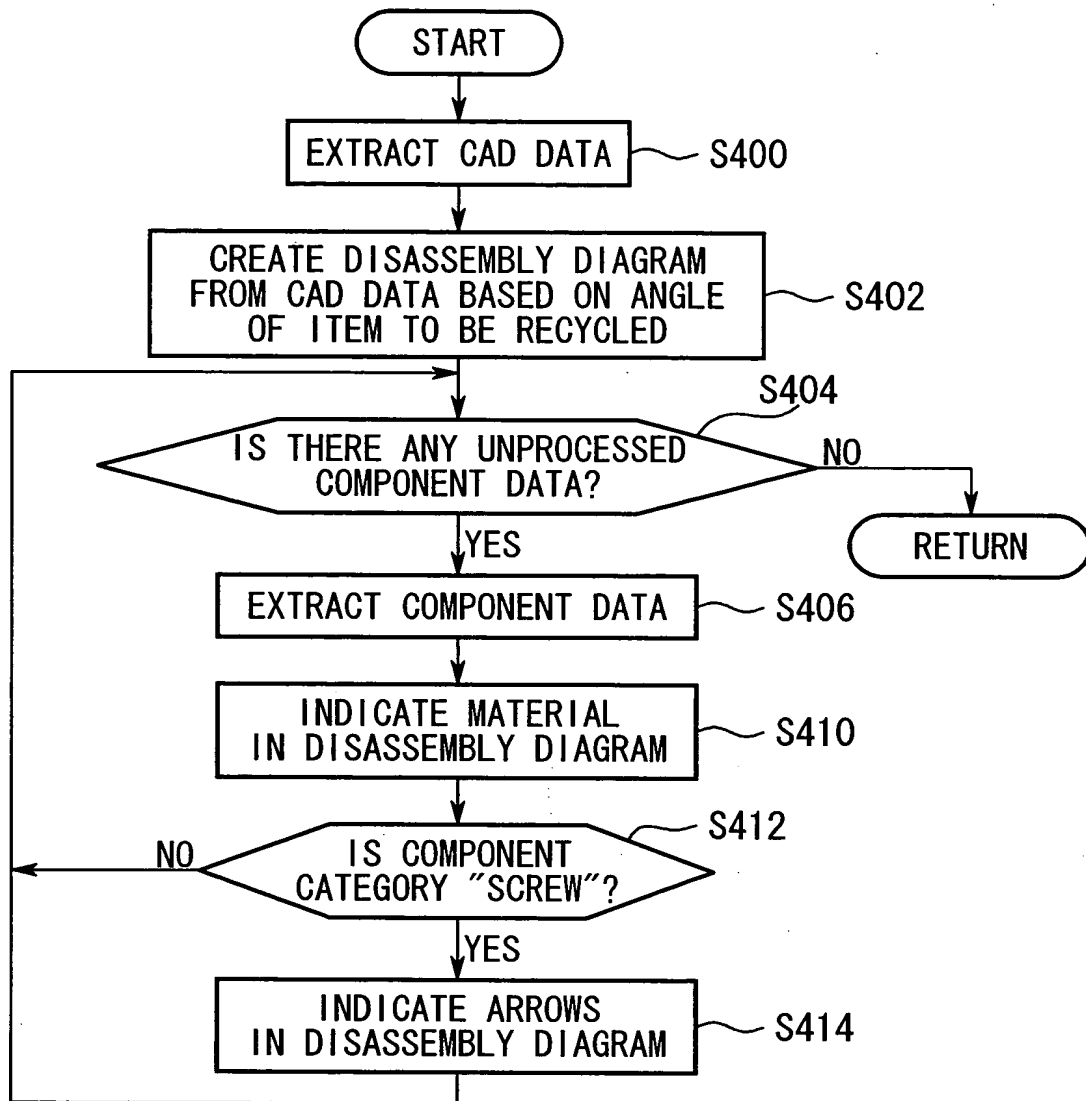 START
EXTRACT CAD DATA
S400
CREATE DISASSEMBLY DIAGRAM
FROM CAD DATA BASED ON ANGLE
OF ITEM TO BE RECYCLED
S402
S404
IS THERE ANY UNPROCESSED
COMPONENT DATA?
NO
YES
RETURN
EXTRACT COMPONENT DATA
S406
INDICATE MATERIAL
IN DISASSEMBLY DIAGRAM
S410
S412
NO
IS COMPONENT
CATEGORY "SCREW"?
YES
INDICATE ARROWS
IN DISASSEMBLY DIAGRAM
S414